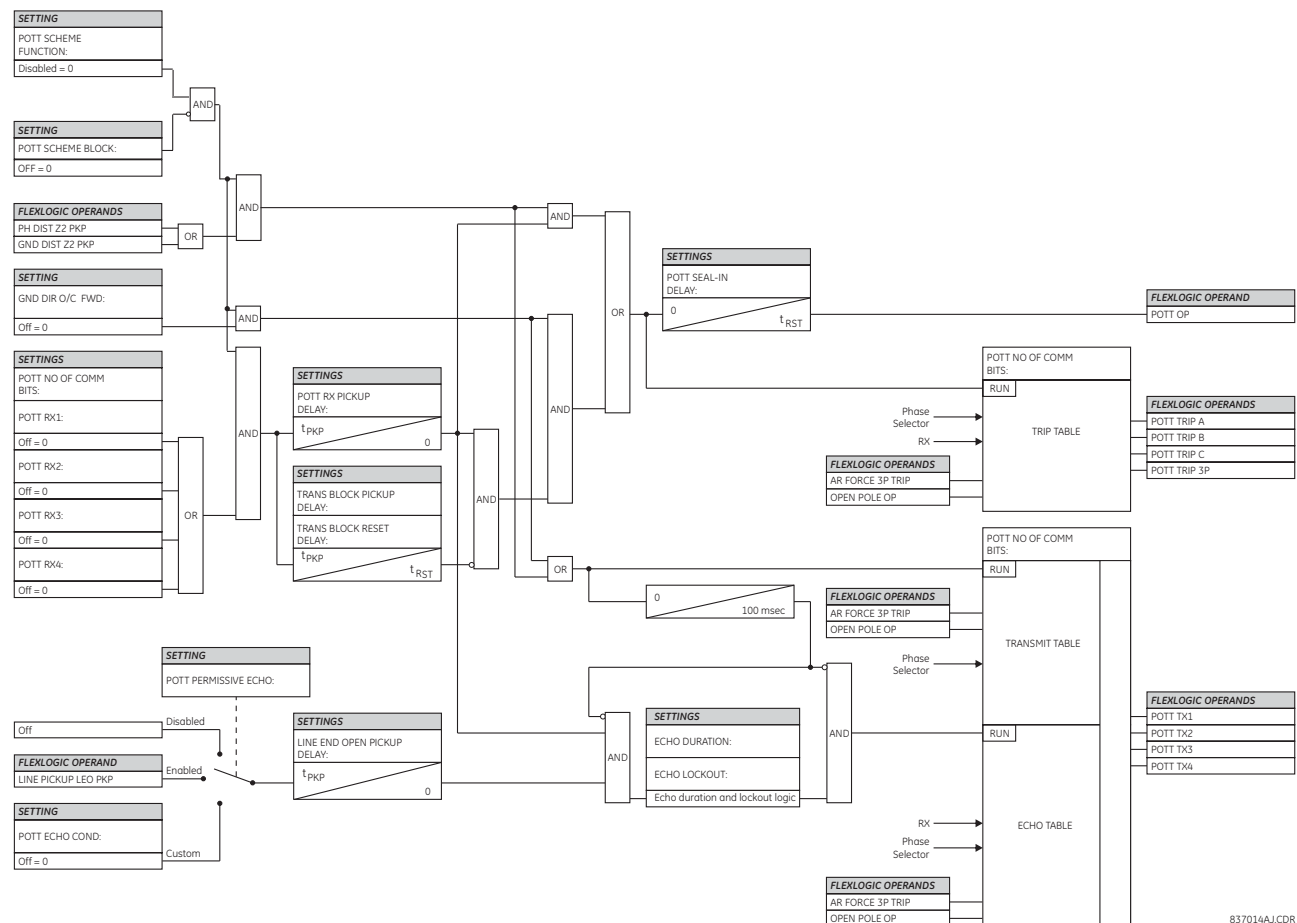 SETTING
POTT SCHEME
FUNCTION:
Disabled = 0
AND
SETTING
POTT SCHEME BLOCK:
OFF = 0
AND
FLEXLOGIC OPERANDS
PH DIST Z2 PKP
GND DIST Z2 PKP
OR
AND
SETTING
GND DIR O/C FWD:
Off = 0
AND
OR
SETTINGS
POTT SEAL-IN
DELAY:
0
tRST
FLEXLOGIC OPERAND
POTT OP
SETTINGS
POTT NO OF COMM
BITS:
POTT RX1:
Off = 0
POTT RX2:
Off = 0
POTT RX3:
Off = 0
POTT RX4:
Off = 0
OR
AND
SETTINGS
POTT RX PICKUP
DELAY:
tPKP
0
SETTINGS
TRANS BLOCK PICKUP
DELAY:
TRANS BLOCK RESET
DELAY:
tPKP
tRST
AND
AND
OR
POTT NO OF COMM
BITS:
RUN
Phase
Selector
RX
TRIP TABLE
FLEXLOGIC OPERANDS
AR FORCE 3P TRIP
OPEN POLE OP
FLEXLOGIC OPERANDS
POTT TRIP A
POTT TRIP B
POTT TRIP C
POTT TRIP 3P
POTT NO OF COMM
BITS:
RUN
0
100 msec
FLEXLOGIC OPERANDS
AR FORCE 3P TRIP
OPEN POLE OP
Phase
Selector
TRANSMIT TABLE
SETTING
POTT PERMISSIVE ECHO:
Off
Disabled
FLEXLOGIC OPERAND
LINE PICKUP LEO PKP
Enabled
SETTING
POTT ECHO COND:
Off = 0
Custom
SETTINGS
LINE END OPEN PICKUP
DELAY:
tPKP
0
AND
SETTINGS
ECHO DURATION:
ECHO LOCKOUT:
Echo duration and lockout logic
AND
RUN
FLEXLOGIC OPERANDS
POTT TX1
POTT TX2
POTT TX3
POTT TX4
RX
Phase
Selector
ECHO TABLE
FLEXLOGIC OPERANDS
AR FORCE 3P TRIP
OPEN POLE OP
837014AJ.CDR